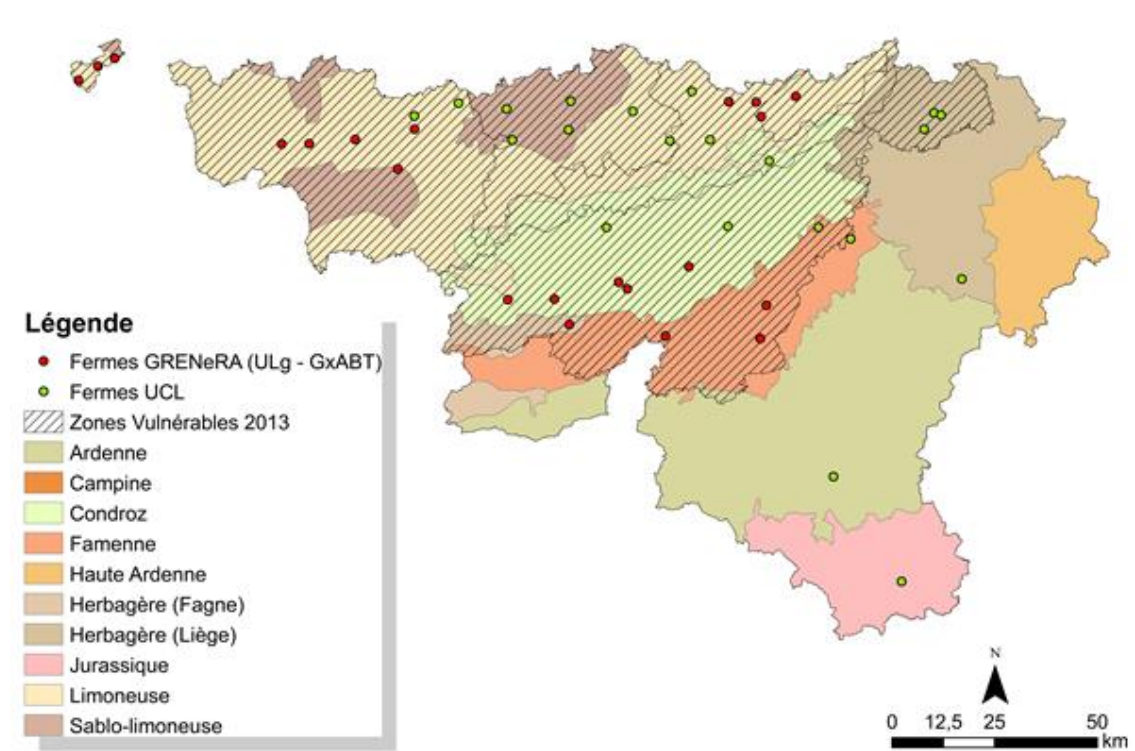 Légende
Fermes GRENeRA (ULg - GxABT)
Fermes UCL
Zones Vulnérables 2013
Ardenne
Campine
Condroz
Famenne
Haute Ardenne
Herbagère (Fagne)
Herbagère (Liège)
Jurassique
Limoneuse
Sablo-limoneuse
N
0 12,5 25 50
km